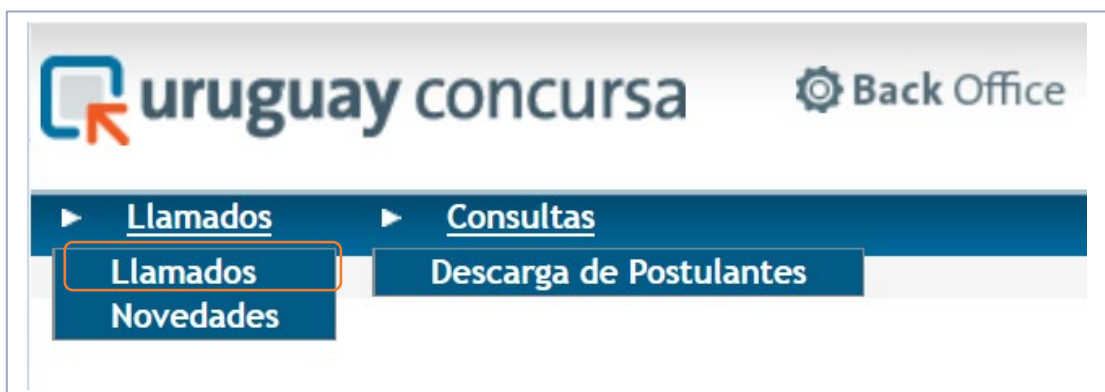 uruguay concursa Back Office
Llamados Consultas
Llamados Descarga de Postulantes
Novedades